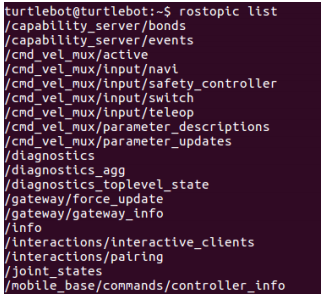 turtlebot@turtlebot:~$ rostopic list
/capability_server/bonds
/capability_server/events
/cmd_vel_mux/active
/cmd_vel_mux/input/navi
/cmd_vel_mux/input/safety_controller
/cmd_vel_mux/input/switch
/cmd_vel_mux/input/teleop
/cmd_vel_mux/parameter_descriptions
/cmd_vel_mux/parameter_updates
/diagnostics
/diagnostics_agg
/diagnostics_toplevel_state
/gateway/force_update
/gateway/gateway_info
/info
/interactions/interactive_clients
/interactions/pairing
/joint_states
/mobile_base/commands/controller_info